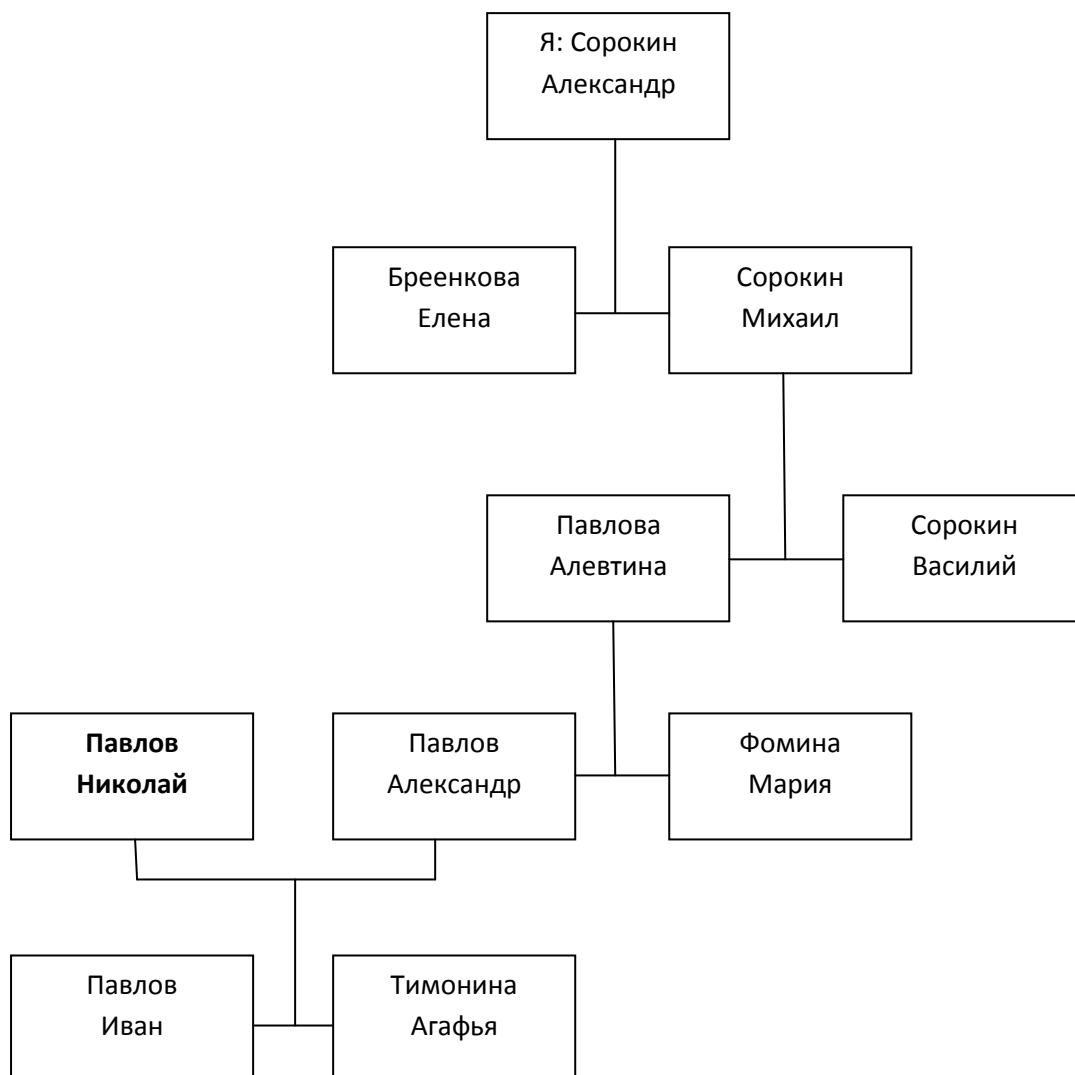 Я: Сорокин
Александр
Бреенкова
Елена
Сорокин
Михаил
Павлова
Алевтина
Сорокин
Василий
Павлов
Николай
Павлов
Александр
Фомина
Мария
Павлов
Иван
Тимонина
Агафья